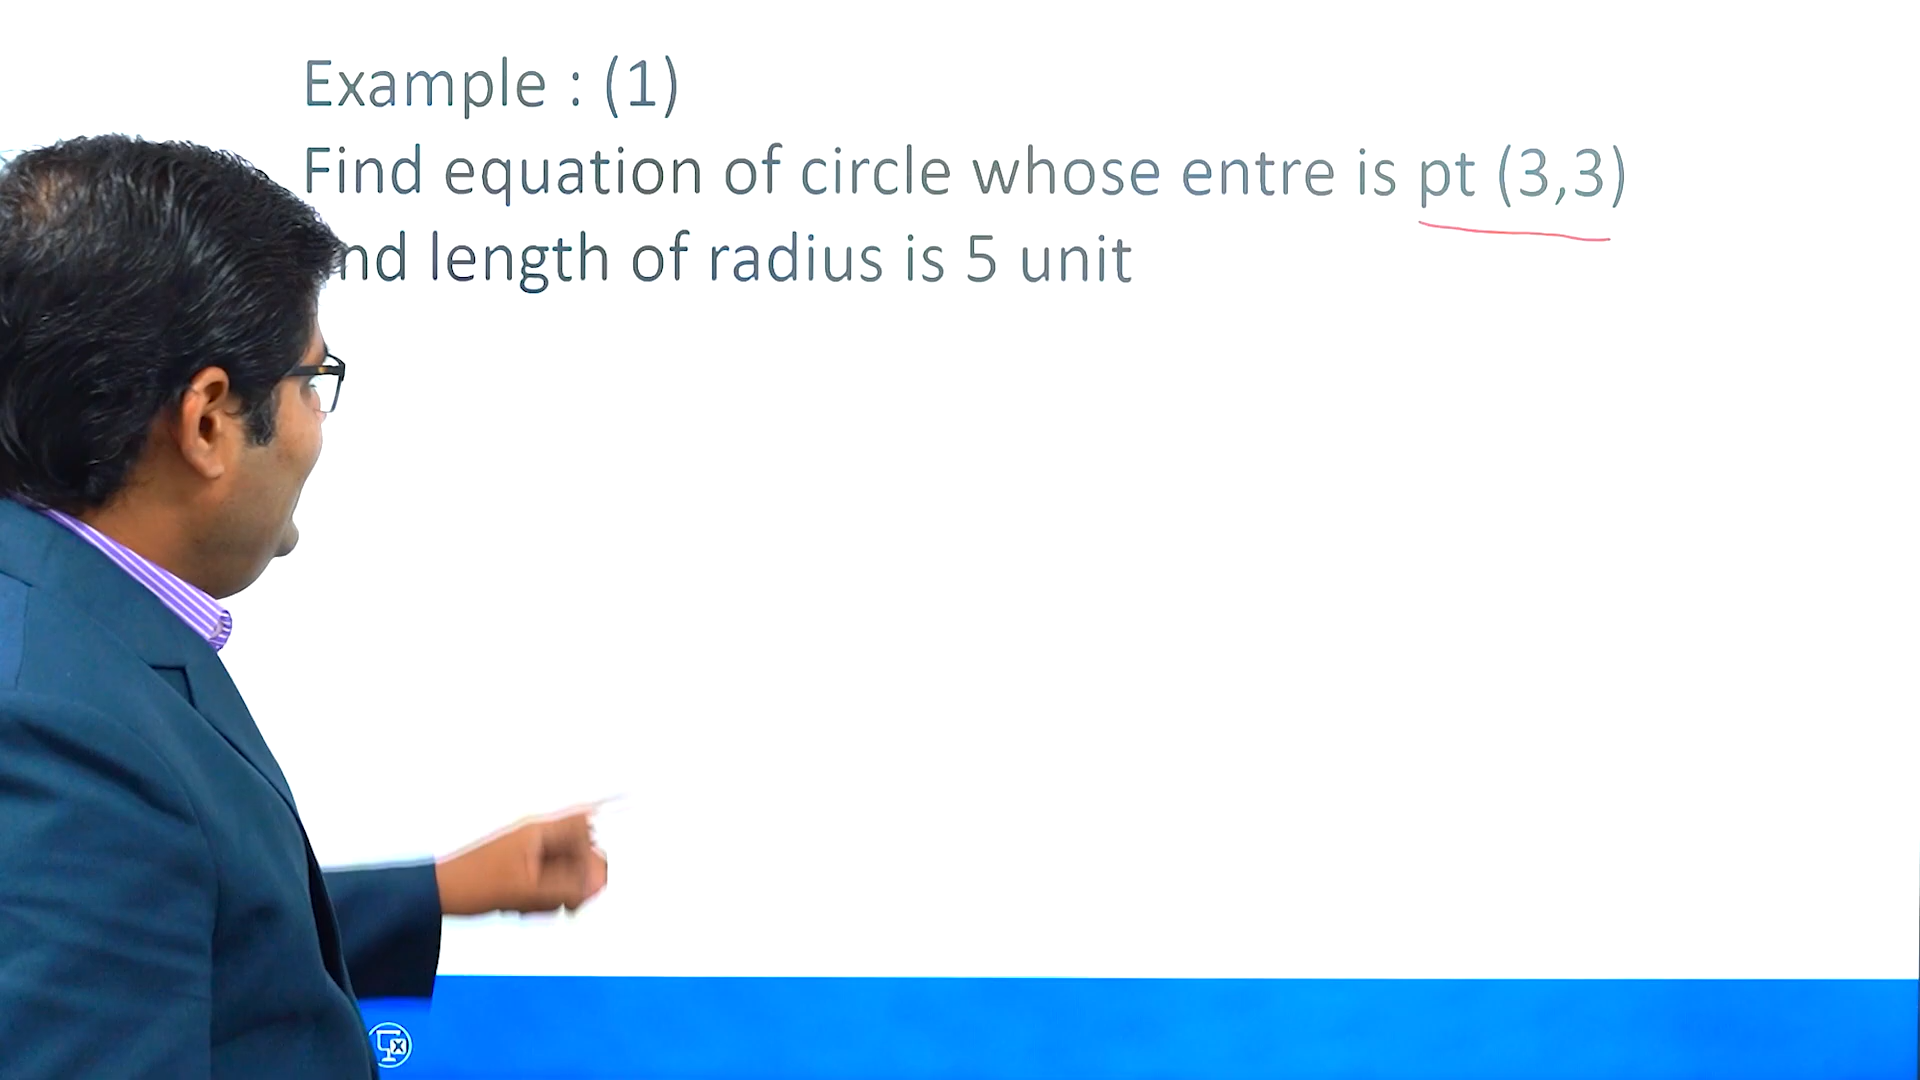 Example : (1)
Find equation of circle whose entre is pt (3,3)
nd length of radius is 5 unit